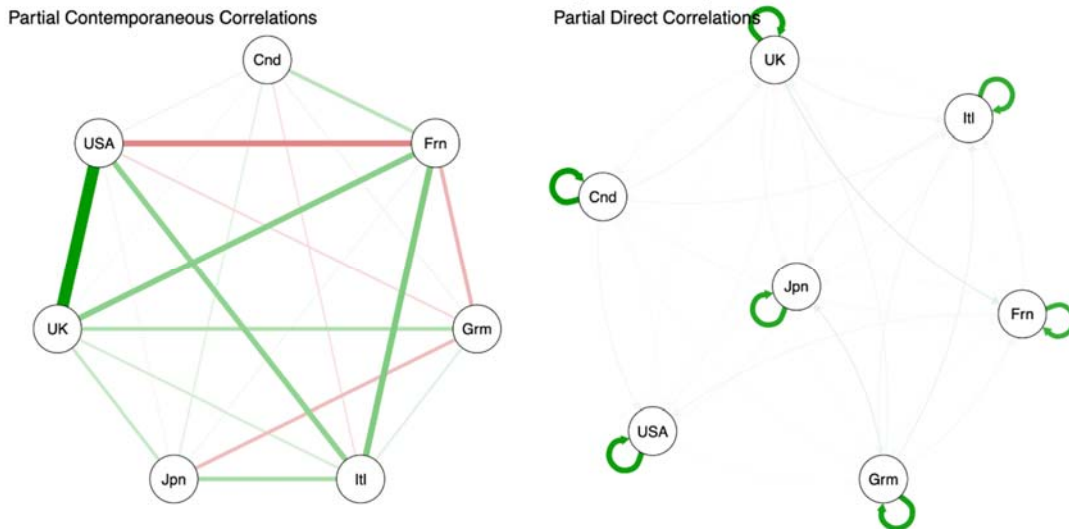 Partial Contemporaneous Correlations
Cnd
USA
Frn
UK
Grm
Jpn
Itl
Partial Direct Correlations
UK
Itl
Cnd
Jpn
Frn
USA
Grm